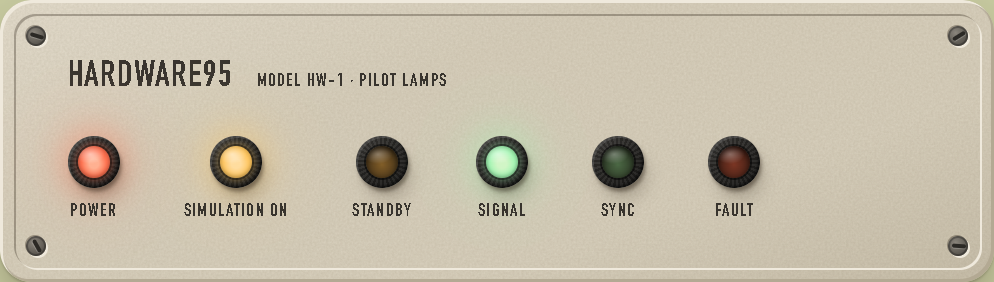 HARDWARE95 MODEL HW-1 · PILOT LAMPS
POWER SIMULATION ON STANDBY SIGNAL SYNC FAULT